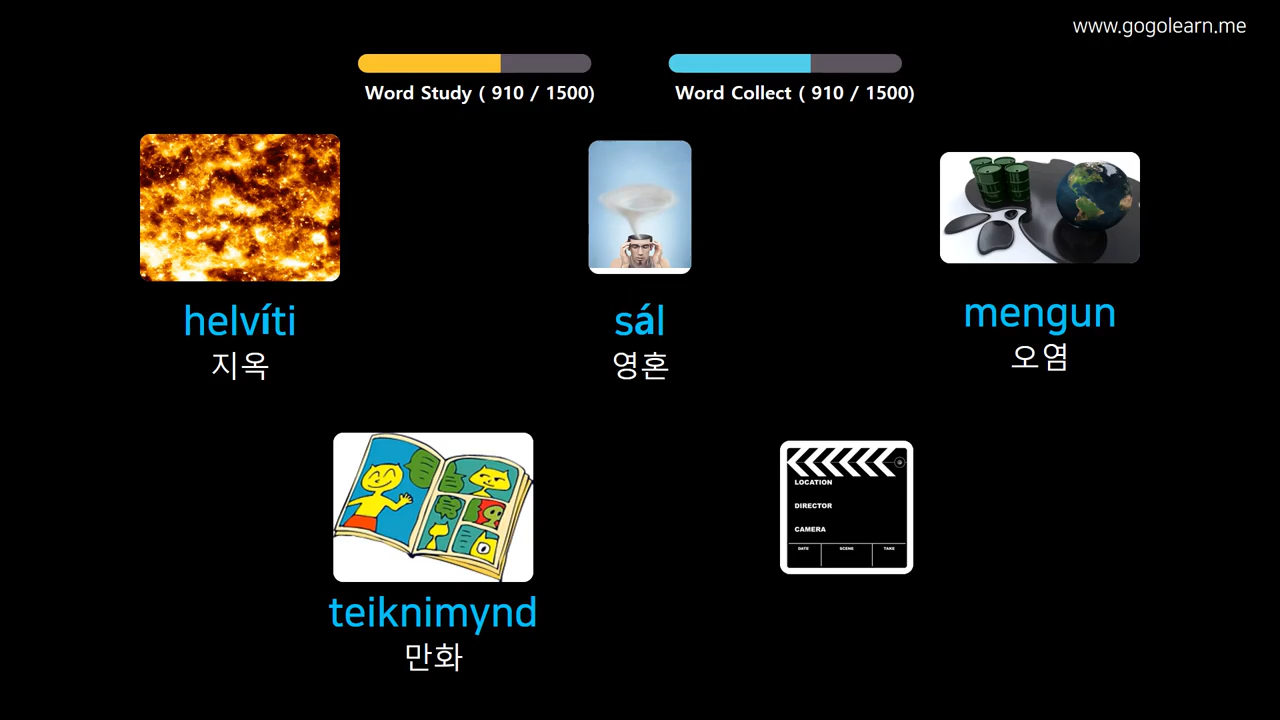 www.gogolearn.me
Word Study ( 910 / 1500)
Word Collect ( 910 / 1500)
helvíti
지옥
sál
영혼
mengun
오염
teiknimynd
만화
LOCATION
DIRECTOR
CAMERA
DATE SCENE TAKE